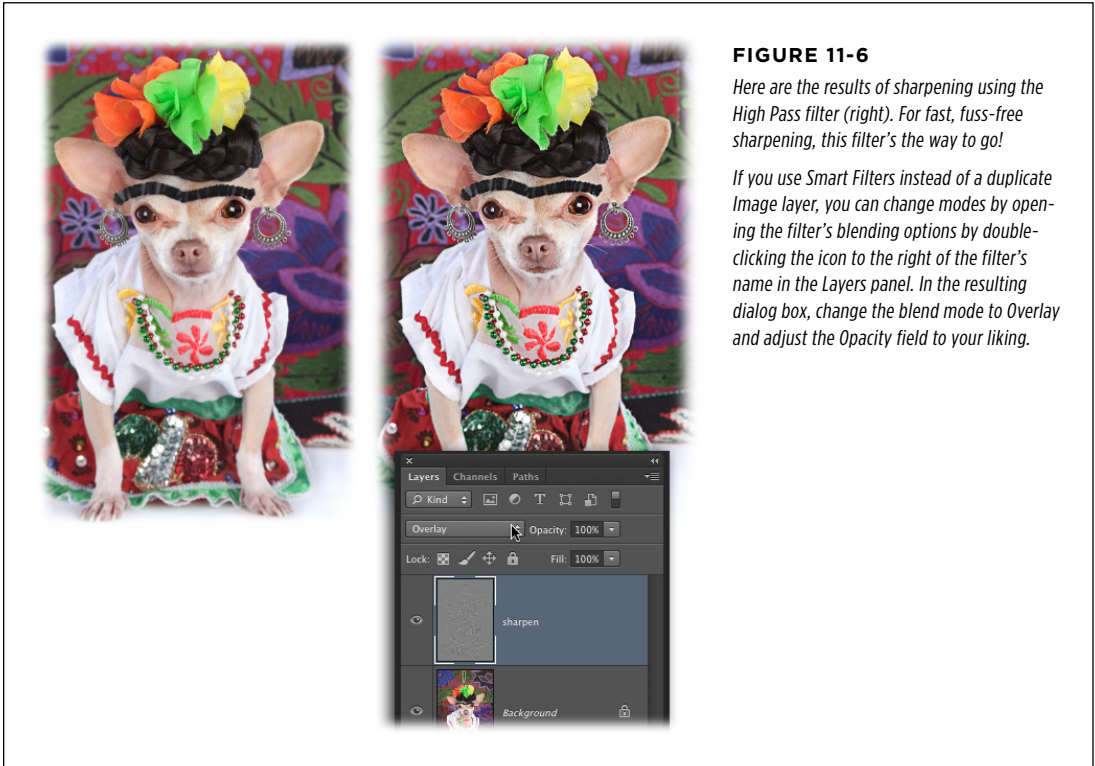 FIGURE 11-6
Here are the results of sharpening using the
High Pass filter (right). For fast, fuss-free
sharpening, this filter's the way to go!
If you use Smart Filters instead of a duplicate
Image layer, you can change modes by open-
ing the filter's blending options by double-
clicking the icon to the right of the filter's
name in the Layers panel. In the resulting
dialog box, change the blend mode to Overlay
and adjust the Opacity field to your liking.
Layers Channels Paths
Kind
Overlay Opacity: 100%
Lock: Fill: 100%
sharpen
Background